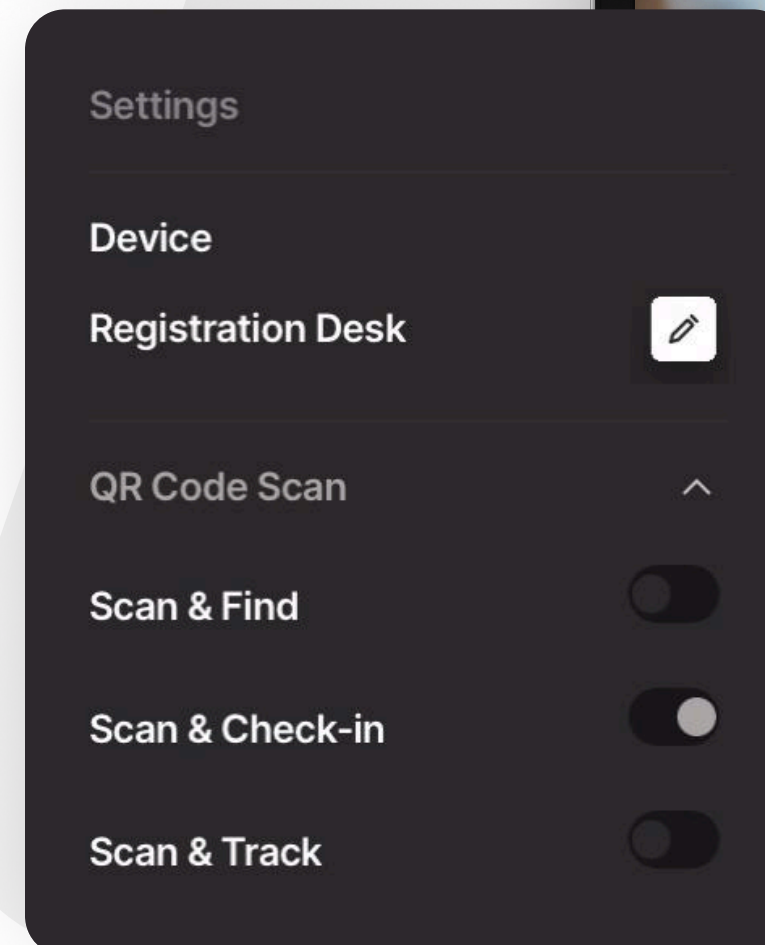 Settings
Device
Registration Desk
QR Code Scan
Scan & Find
Scan & Check-in
Scan & Track